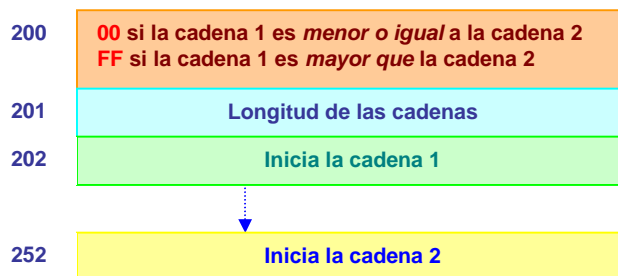 200 00 si la cadena 1 es menor o igual a la cadena 2
FF si la cadena 1 es mayor que la cadena 2
201 Longitud de las cadenas
202 Inicia la cadena 1
252 Inicia la cadena 2